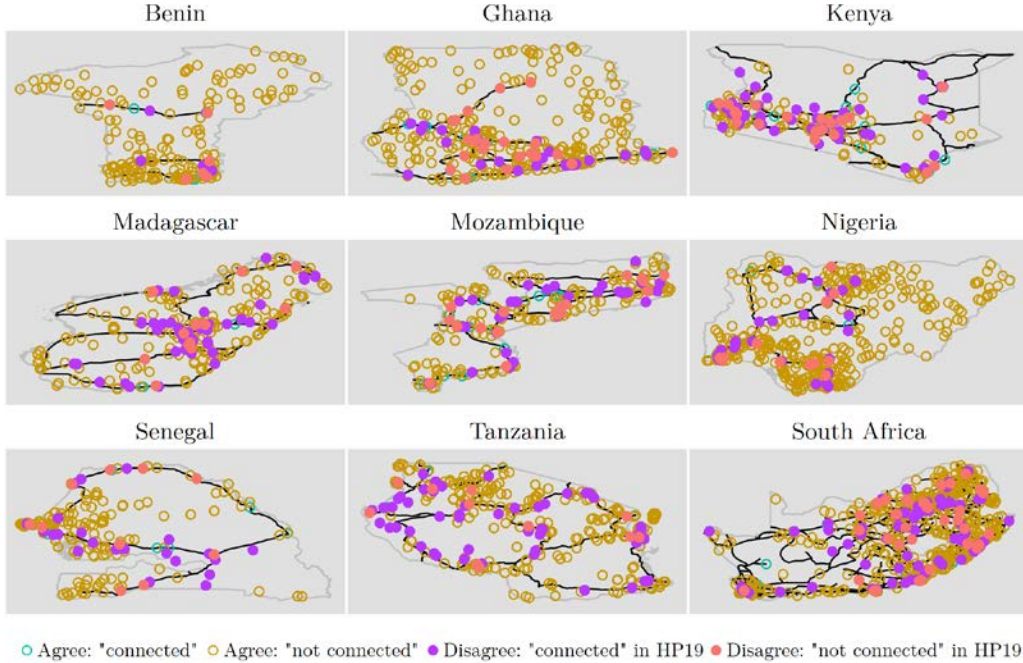 Benin
Ghana
Kenya
Madagascar
Mozambique
Nigeria
Senegal
Tanzania
South Africa
Agree: "connected" Agree: "not connected" Disagree: "connected" in HP19 Disagree: "not connected" in HP19